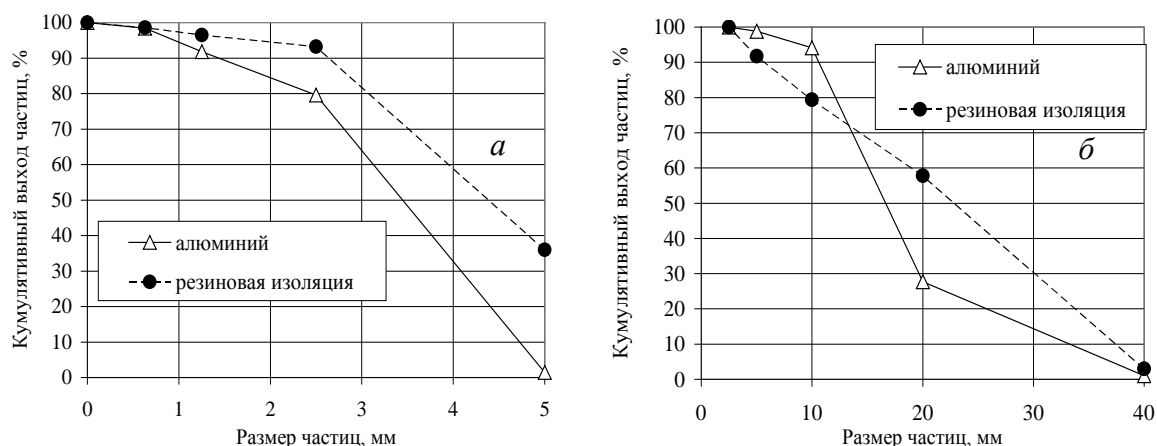 Кумулятивный выход частиц, %
100
90
80
70
60
50
40
30
20
10
0
а
алюминий
резиновая изоляция
0 1 2 3 4 5
Размер частиц, мм
Кумулятивный выход частиц, %
100
90
80
70
60
50
40
30
20
10
0
алюминий
резиновая изоляция
б
0 10 20 30 40
Размер частиц, мм